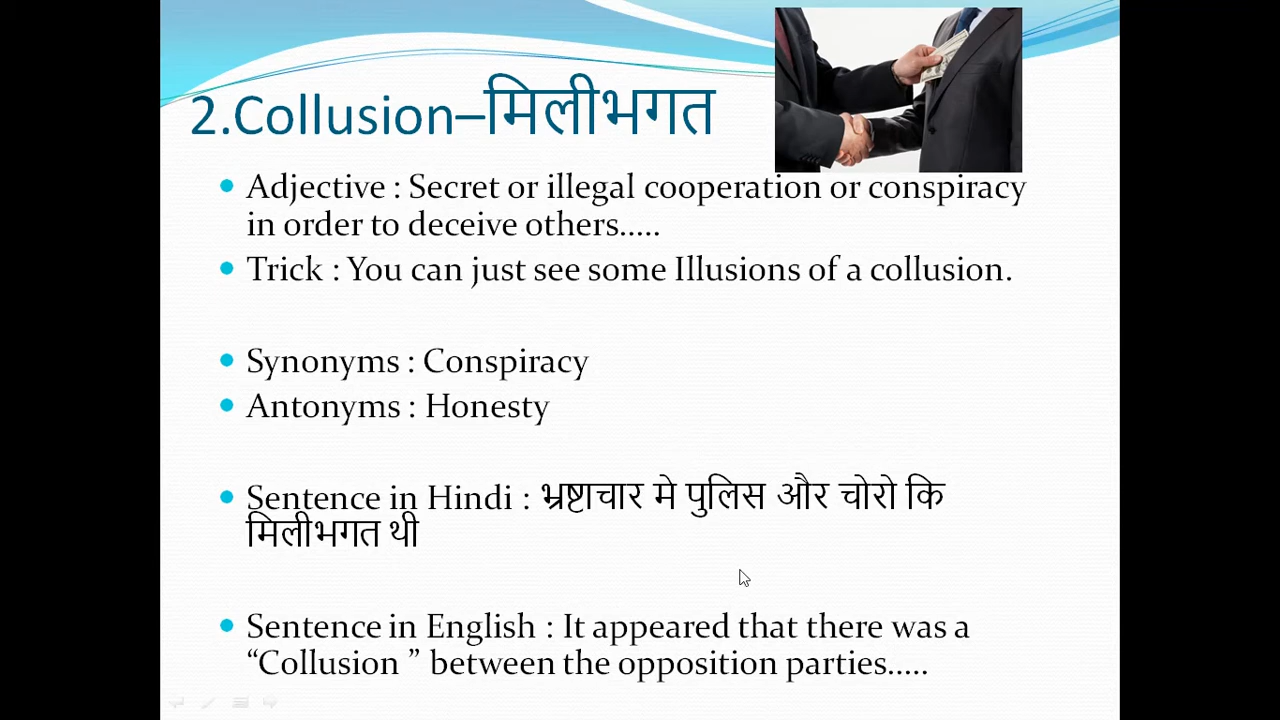 2.Collusion–मिलीभगत
Adjective : Secret or illegal cooperation or conspiracy
in order to deceive others.....
Trick : You can just see some Illusions of a collusion.
Synonyms : Conspiracy
Antonyms : Honesty
Sentence in Hindi : भ्रष्टाचार मे पुलिस और चोरो कि
मिलीभगत थी
Sentence in English : It appeared that there was a
“Collusion ” between the opposition parties.....